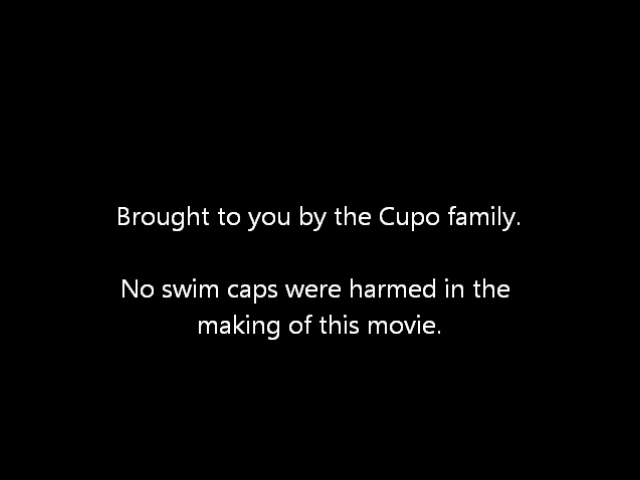 Brought to you by the Cupo family.
No swim caps were harmed in the
making of this movie.